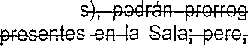 s), podrán prorrog
presentes en la Sala; pero,